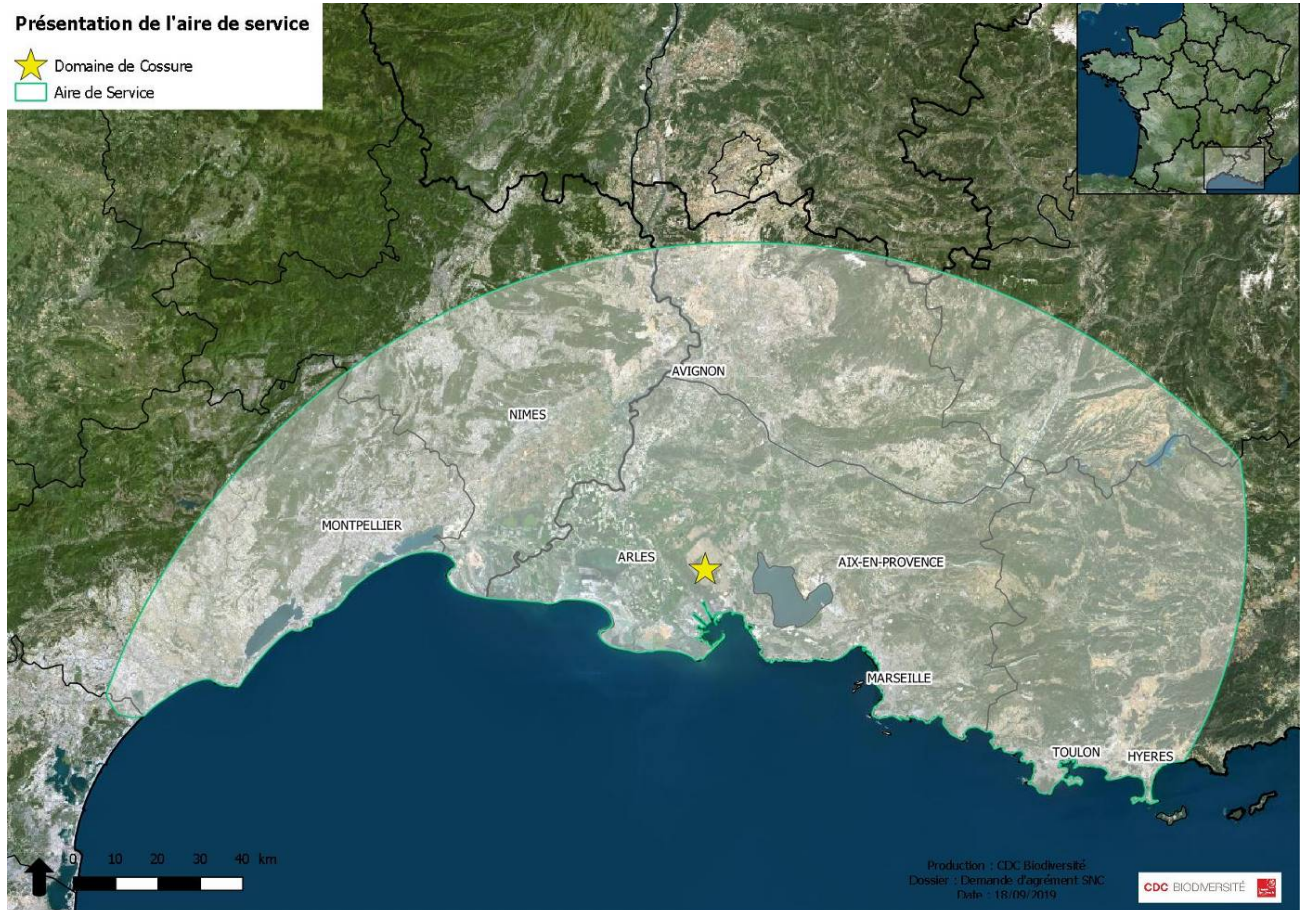 Présentation de l'aire de service
Domaine de Cossure
Aire de Service
AVIGNON
NIMES
MONTPELLIER
ARLES
AIX-EN-PROVENCE
MARSEILLE
TOULON
HYERES
0 10 20 30 40 km
Production : CDC Biodiversité
Dossier : Demande d'agrément SNC
Date : 18/09/2019
CDC BIODIVERSITÉ